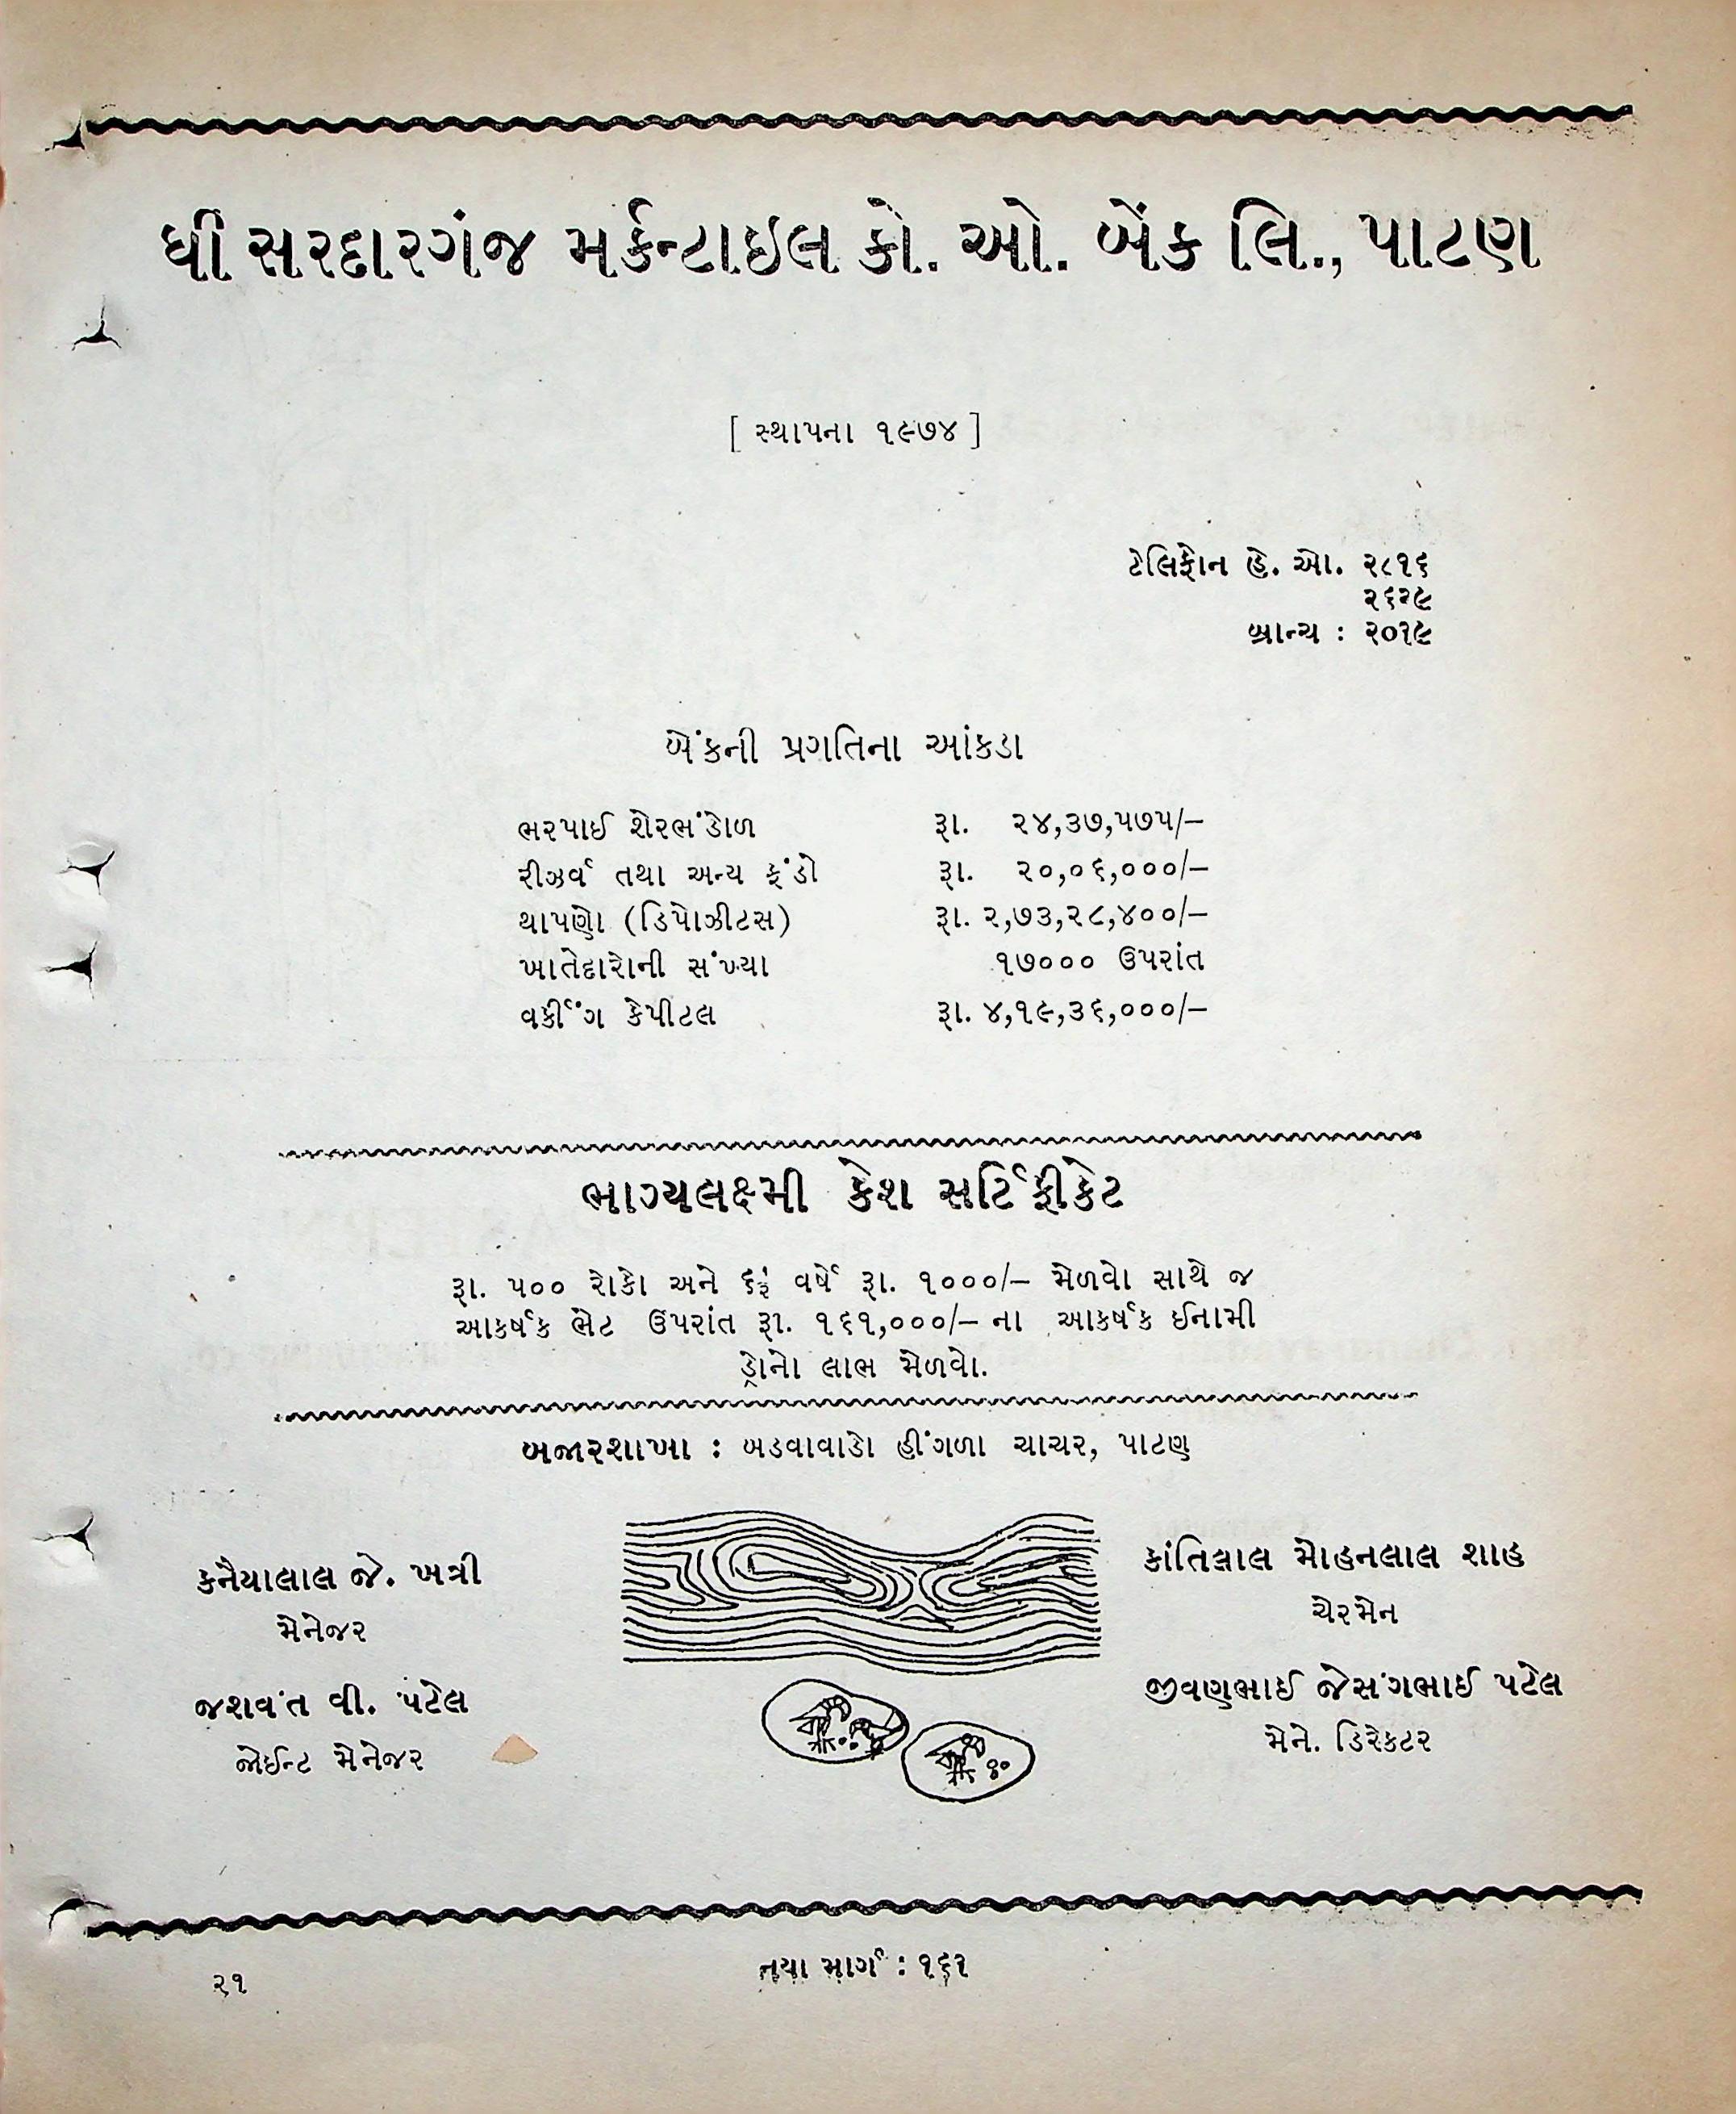 ધી સરદારગંજ મર્કન્ટાઇલ કો. ઓ. બેંક લિ., પાટણ
[ સ્થાપના ૧૯૭૪ ]
ટેલિફોન હે. ઓ. ૨૮૧૬
૨૬૨૯
બ્રાન્ચ : ૨૦૧૯
બેંકની પ્રગતિના આંકડા
ભરપાઈ શેરભંડોળ રૂા. ૨૪,૩૭,૫૭૫/–
રીઝર્વ તથા અન્ય ફંડો રૂા. ૨૦,૦૬,૦૦૦/–
થાપણો (ડિપોઝીટસ) રૂા. ૨,૭૩,૨૮,૪૦૦/–
ખાતેદારોની સંખ્યા ૧૭૦૦૦ ઉપરાંત
વર્કીંગ કેપીટલ રૂા. ૪,૧૯,૩૬,૦૦૦/–
ભાગ્યલક્ષ્મી કેશ સર્ટિફીકેટ
રૂા. ૫૦૦ રોકો અને વર્ષે રૂા. ૧૦૦૦/– મેળવો સાથે જ
આકર્ષક ભેટ ઉપરાંત રૂા. ૧૬૧,૦૦૦/– ના આકર્ષક ઈનામી
ડ્રોનો લાભ મેળવો.
બજારશાખા : બડવાવાડો હીંગળા ચાચર, પાટણ
કનૈયાલાલ જે. ખત્રી
મેનેજર
જશવંત વી. પટેલ
જોઈન્ટ મેનેજર
કાંતિલાલ મોહનલાલ શાહ
ચેરમેન
જીવણભાઈ જેસંગભાઈ પટેલ
મેને. ડિરેકટર
નયા માર્ગ : ૧૬૧
૨૧